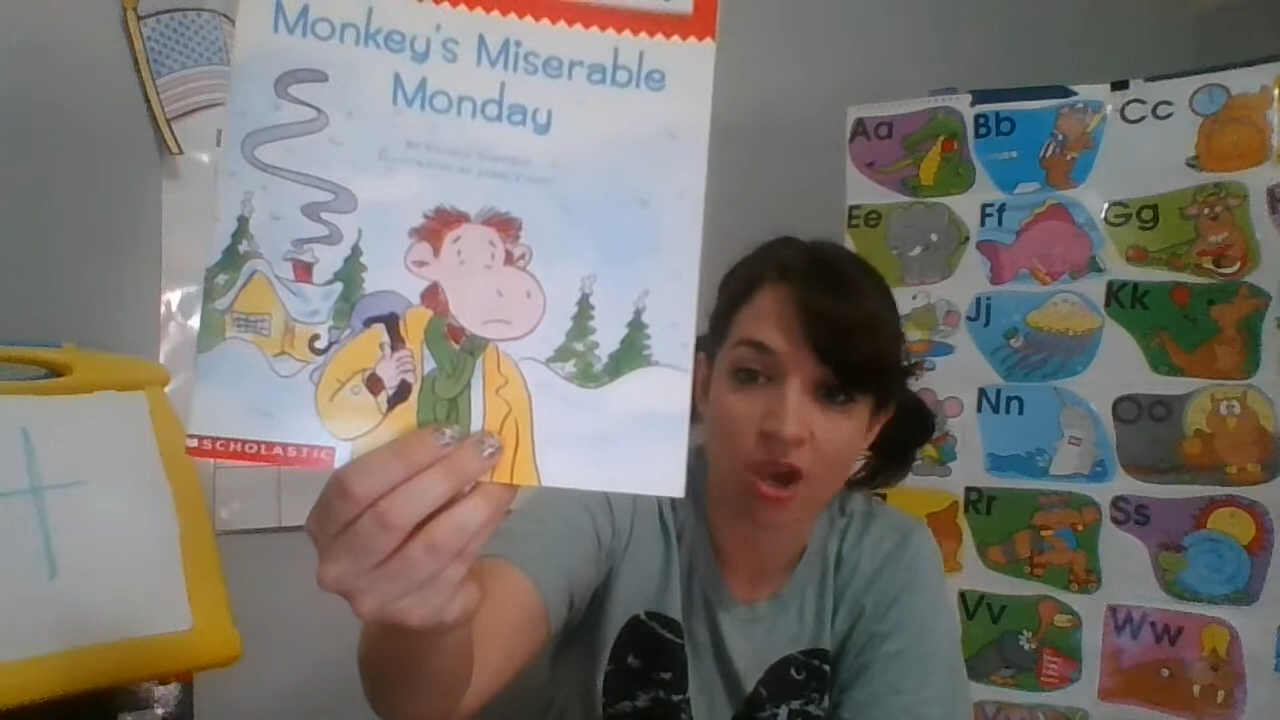 Monkey's Miserable
Monday
SCHOLASTIC
Aa
Bb
Cc
Ee
Ff
Gg
Jj
Kk
Nn
Oo
Rr
Ss
Vv
Ww